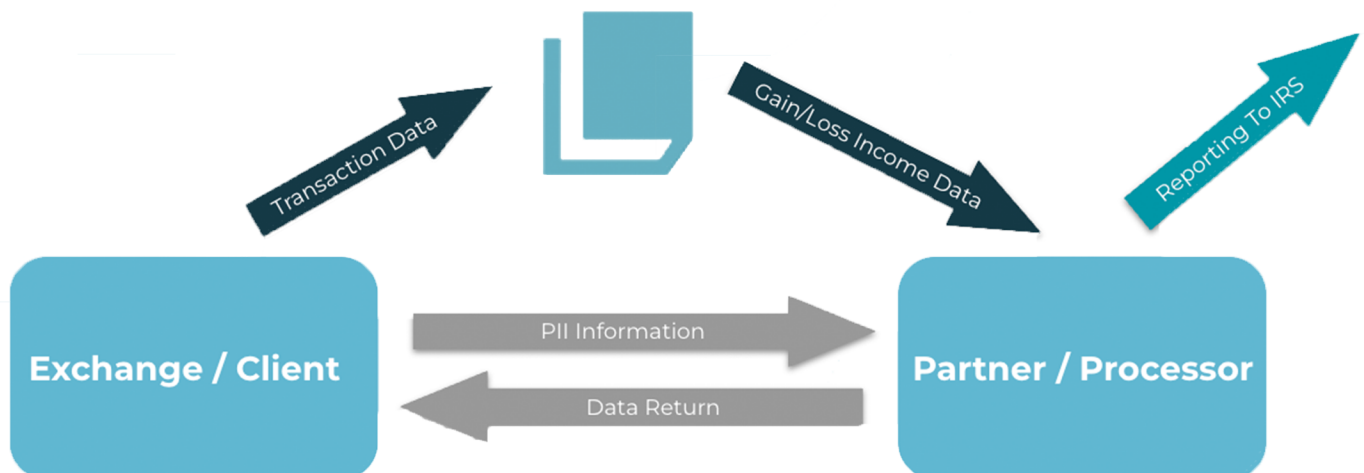 Transaction Data
Gain/Loss Income Data
Reporting To IRS
Exchange / Client
PII Information
Data Return
Partner / Processor